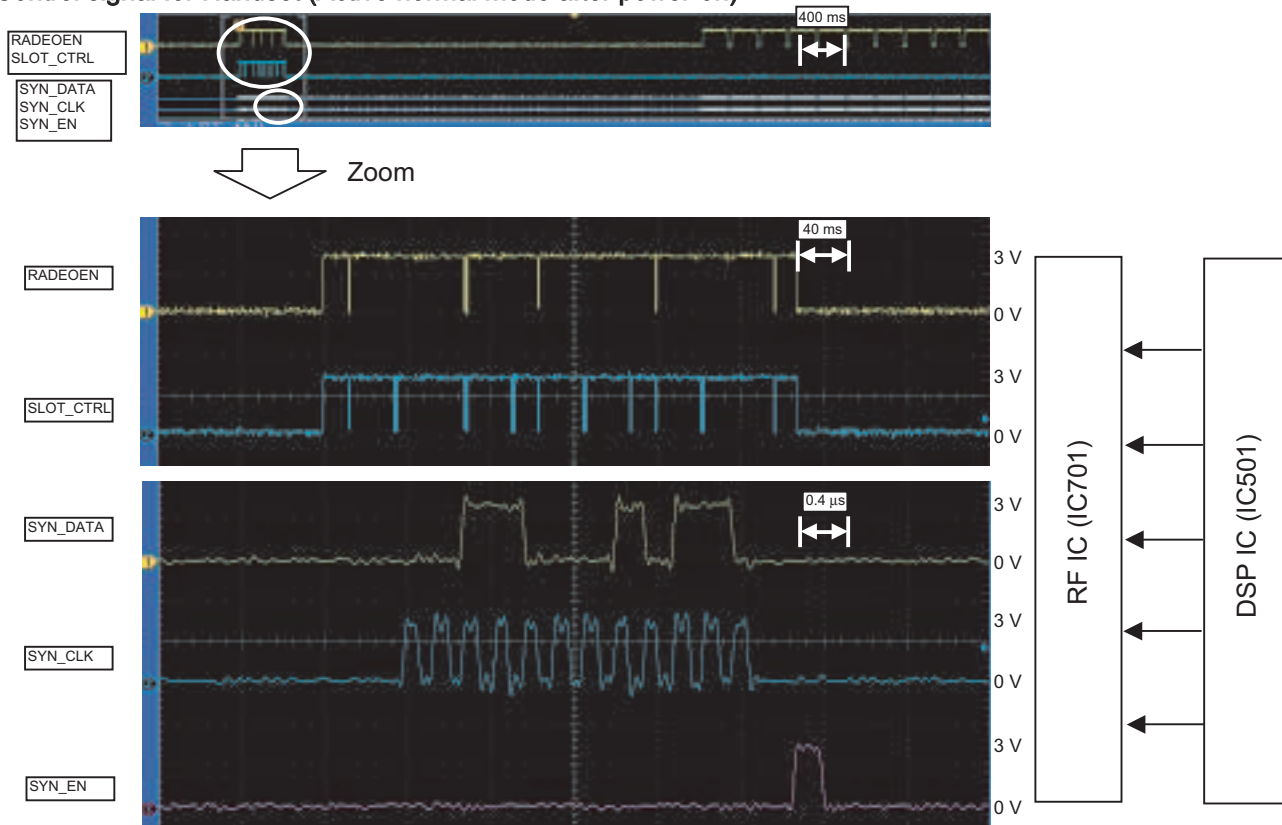 400 ms
RADEOEN
SLOT_CTRL
SYN_DATA
SYN_CLK
SYN_EN
Zoom
40 ms
RADEOEN
3 V
0 V
SLOT_CTRL
3 V
0 V
SYN_DATA
0.4 µs
3 V
0 V
SYN_CLK
3 V
0 V
SYN_EN
3 V
0 V
RF IC (IC701)
DSP IC (IC501)